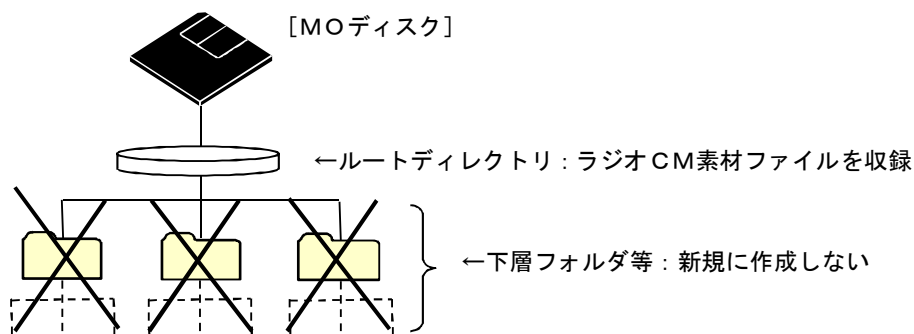 ［ＭＯディスク］
←ルートディレクトリ：ラジオＣＭ素材ファイルを収録
←下層フォルダ等：新規に作成しない